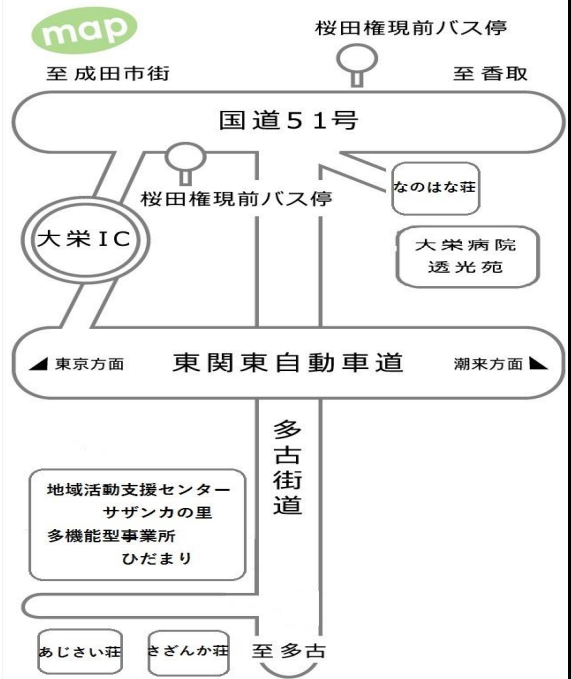 map
桜田権現前バス停
至成田市街
至香取
国道51号
桜田権現前バス停
なのはな荘
大栄IC
大栄病院
透光苑
東京方面
東関東自動車道
潮来方面
多古街道
地域活動支援センター
サザンカの里
多機能型事業所
ひだまり
あじさい荘
さざんか荘
至多古